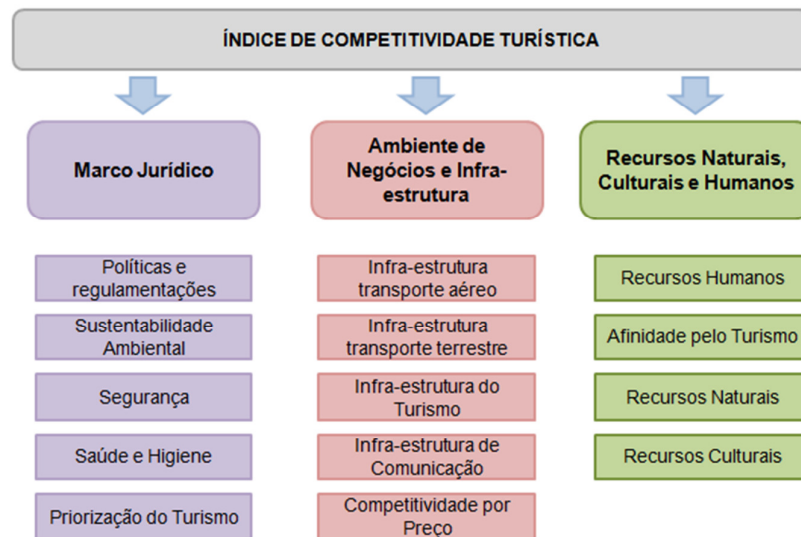 ÍNDICE DE COMPETITIVIDADE TURÍSTICA
Marco Jurídico
Ambiente de
Negócios e Infra-
estrutura
Recursos Naturais,
Culturais e Humanos
Políticas e
regulamentações
Sustentabilidade
Ambiental
Segurança
Saúde e Higiene
Priorização do Turismo
Infra-estrutura
transporte aéreo
Infra-estrutura
transporte terrestre
Infra-estrutura do
Turismo
Infra-estrutura de
Comunicação
Competitividade por
Preço
Recursos Humanos
Afinidade pelo Turismo
Recursos Naturais
Recursos Culturais